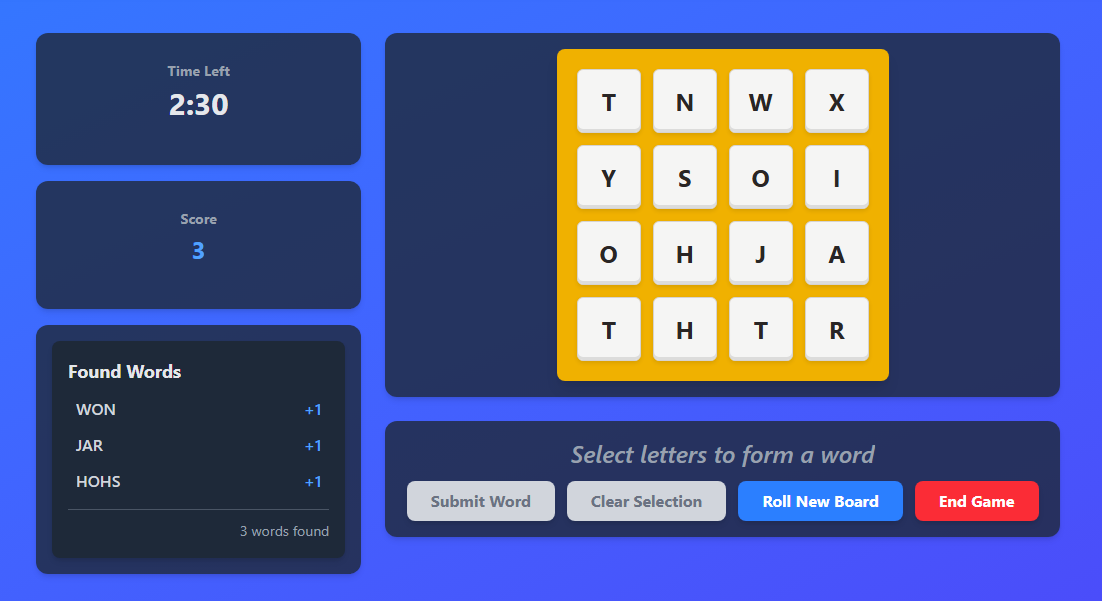 Time Left
2:30
Score
3
Found Words
WON +1
JAR +1
HOHS +1
3 words found
T N W X
Y S O I
O H J A
T H T R
Select letters to form a word
Submit Word Clear Selection Roll New Board End Game